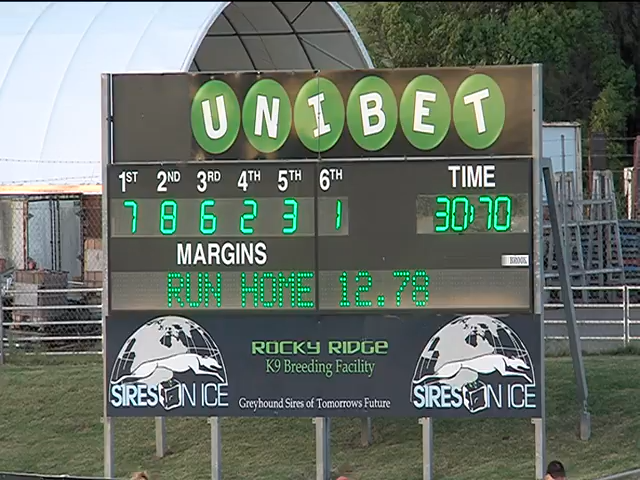 UNIBET
1ST 2ND 3RD 4TH 5TH 6TH TIME
7 8 6 2 3 1 30:70
MARGINS
RUN HOME 12.78
ROCKY RIDGE
K9 Breeding Facility
SIRES ON ICE
Greyhound Sires of Tomorrows Future
SIRES ON ICE